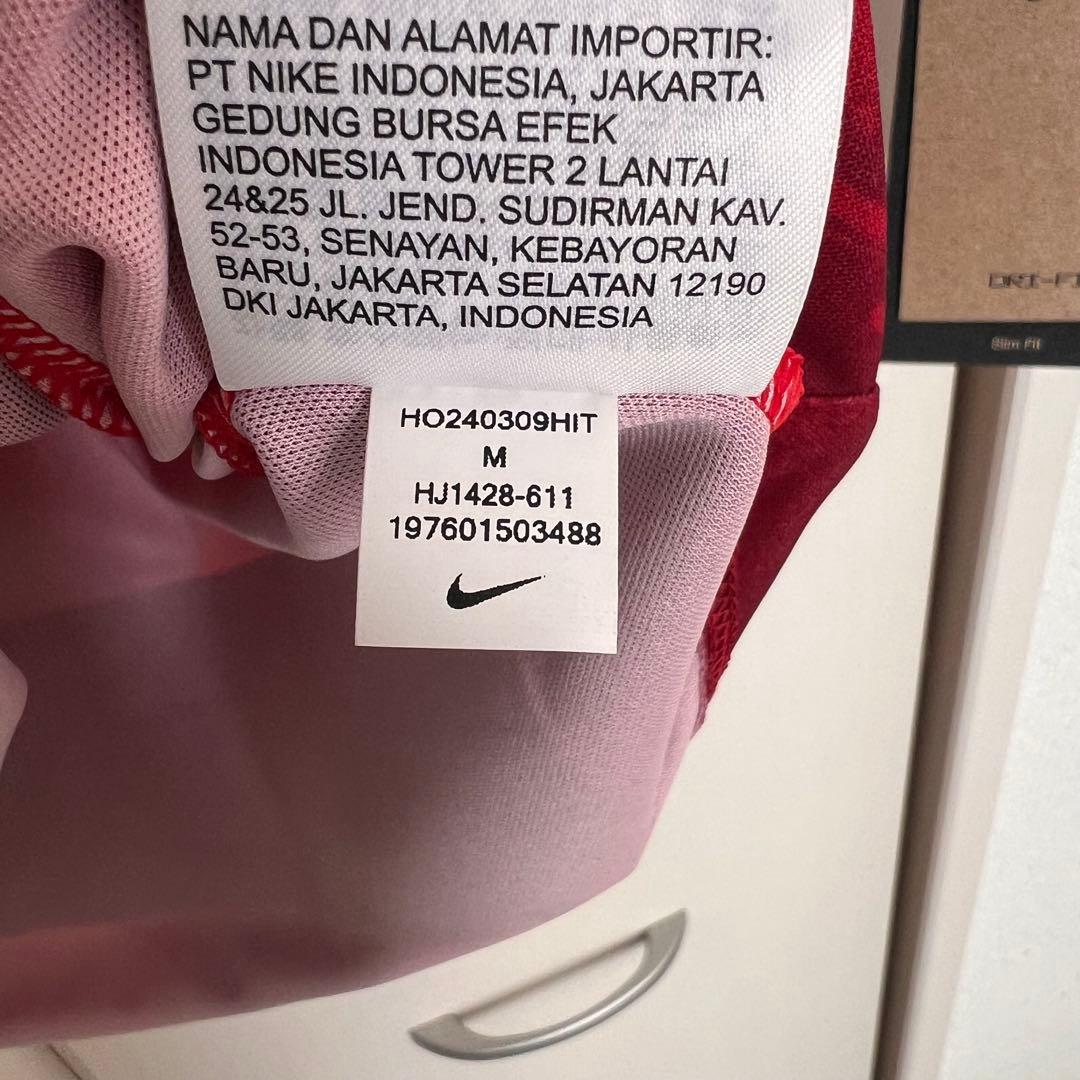 NAMA DAN ALAMAT IMPORTIR:
PT NIKE INDONESIA, JAKARTA
GEDUNG BURSA EFEK
INDONESIA TOWER 2 LANTAI
24&25 JL. JEND. SUDIRMAN KAV.
52-53, SENAYAN, KEBAYORAN
BARU, JAKARTA SELATAN 12190
DKI JAKARTA, INDONESIA
HO240309HIT
M
HJ1428-611
197601503488
Slim Fit